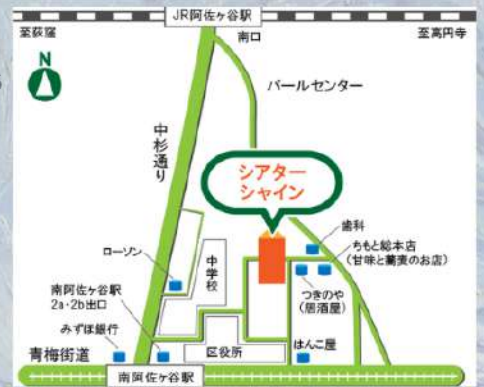 JR阿佐ヶ谷駅
至荻窪
南口
至高円寺
N
パールセンター
中杉通り
シアター
シャイン
歯科
ローソン
中学校
ちもと総本店
(甘味と蕎麦のお店)
南阿佐ヶ谷駅
2a・2b出口
つきのや
(居酒屋)
みずほ銀行
区役所
はんこ屋
青梅街道
南阿佐ヶ谷駅